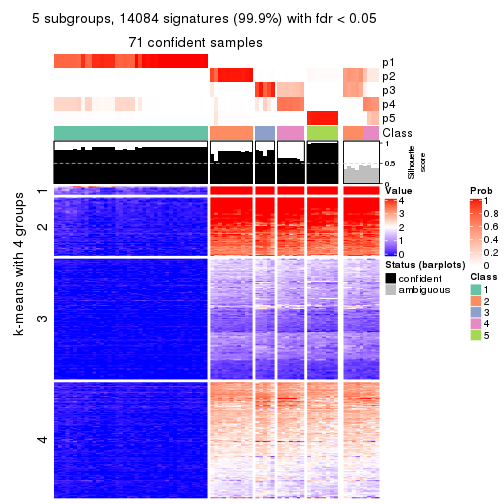 5 subgroups, 14084 signatures (99.9%) with fdr < 0.05
71 confident samples
p1
p2
p3
p4
p5
Class
1
0.5
0
Silhouette
score
k-means with 4 groups
1
2
3
4
Value
4
3
2
1
0
Status (barplots)
confident
ambiguous
Prob
1
0.8
0.6
0.4
0.2
0
Class
1
2
3
4
5